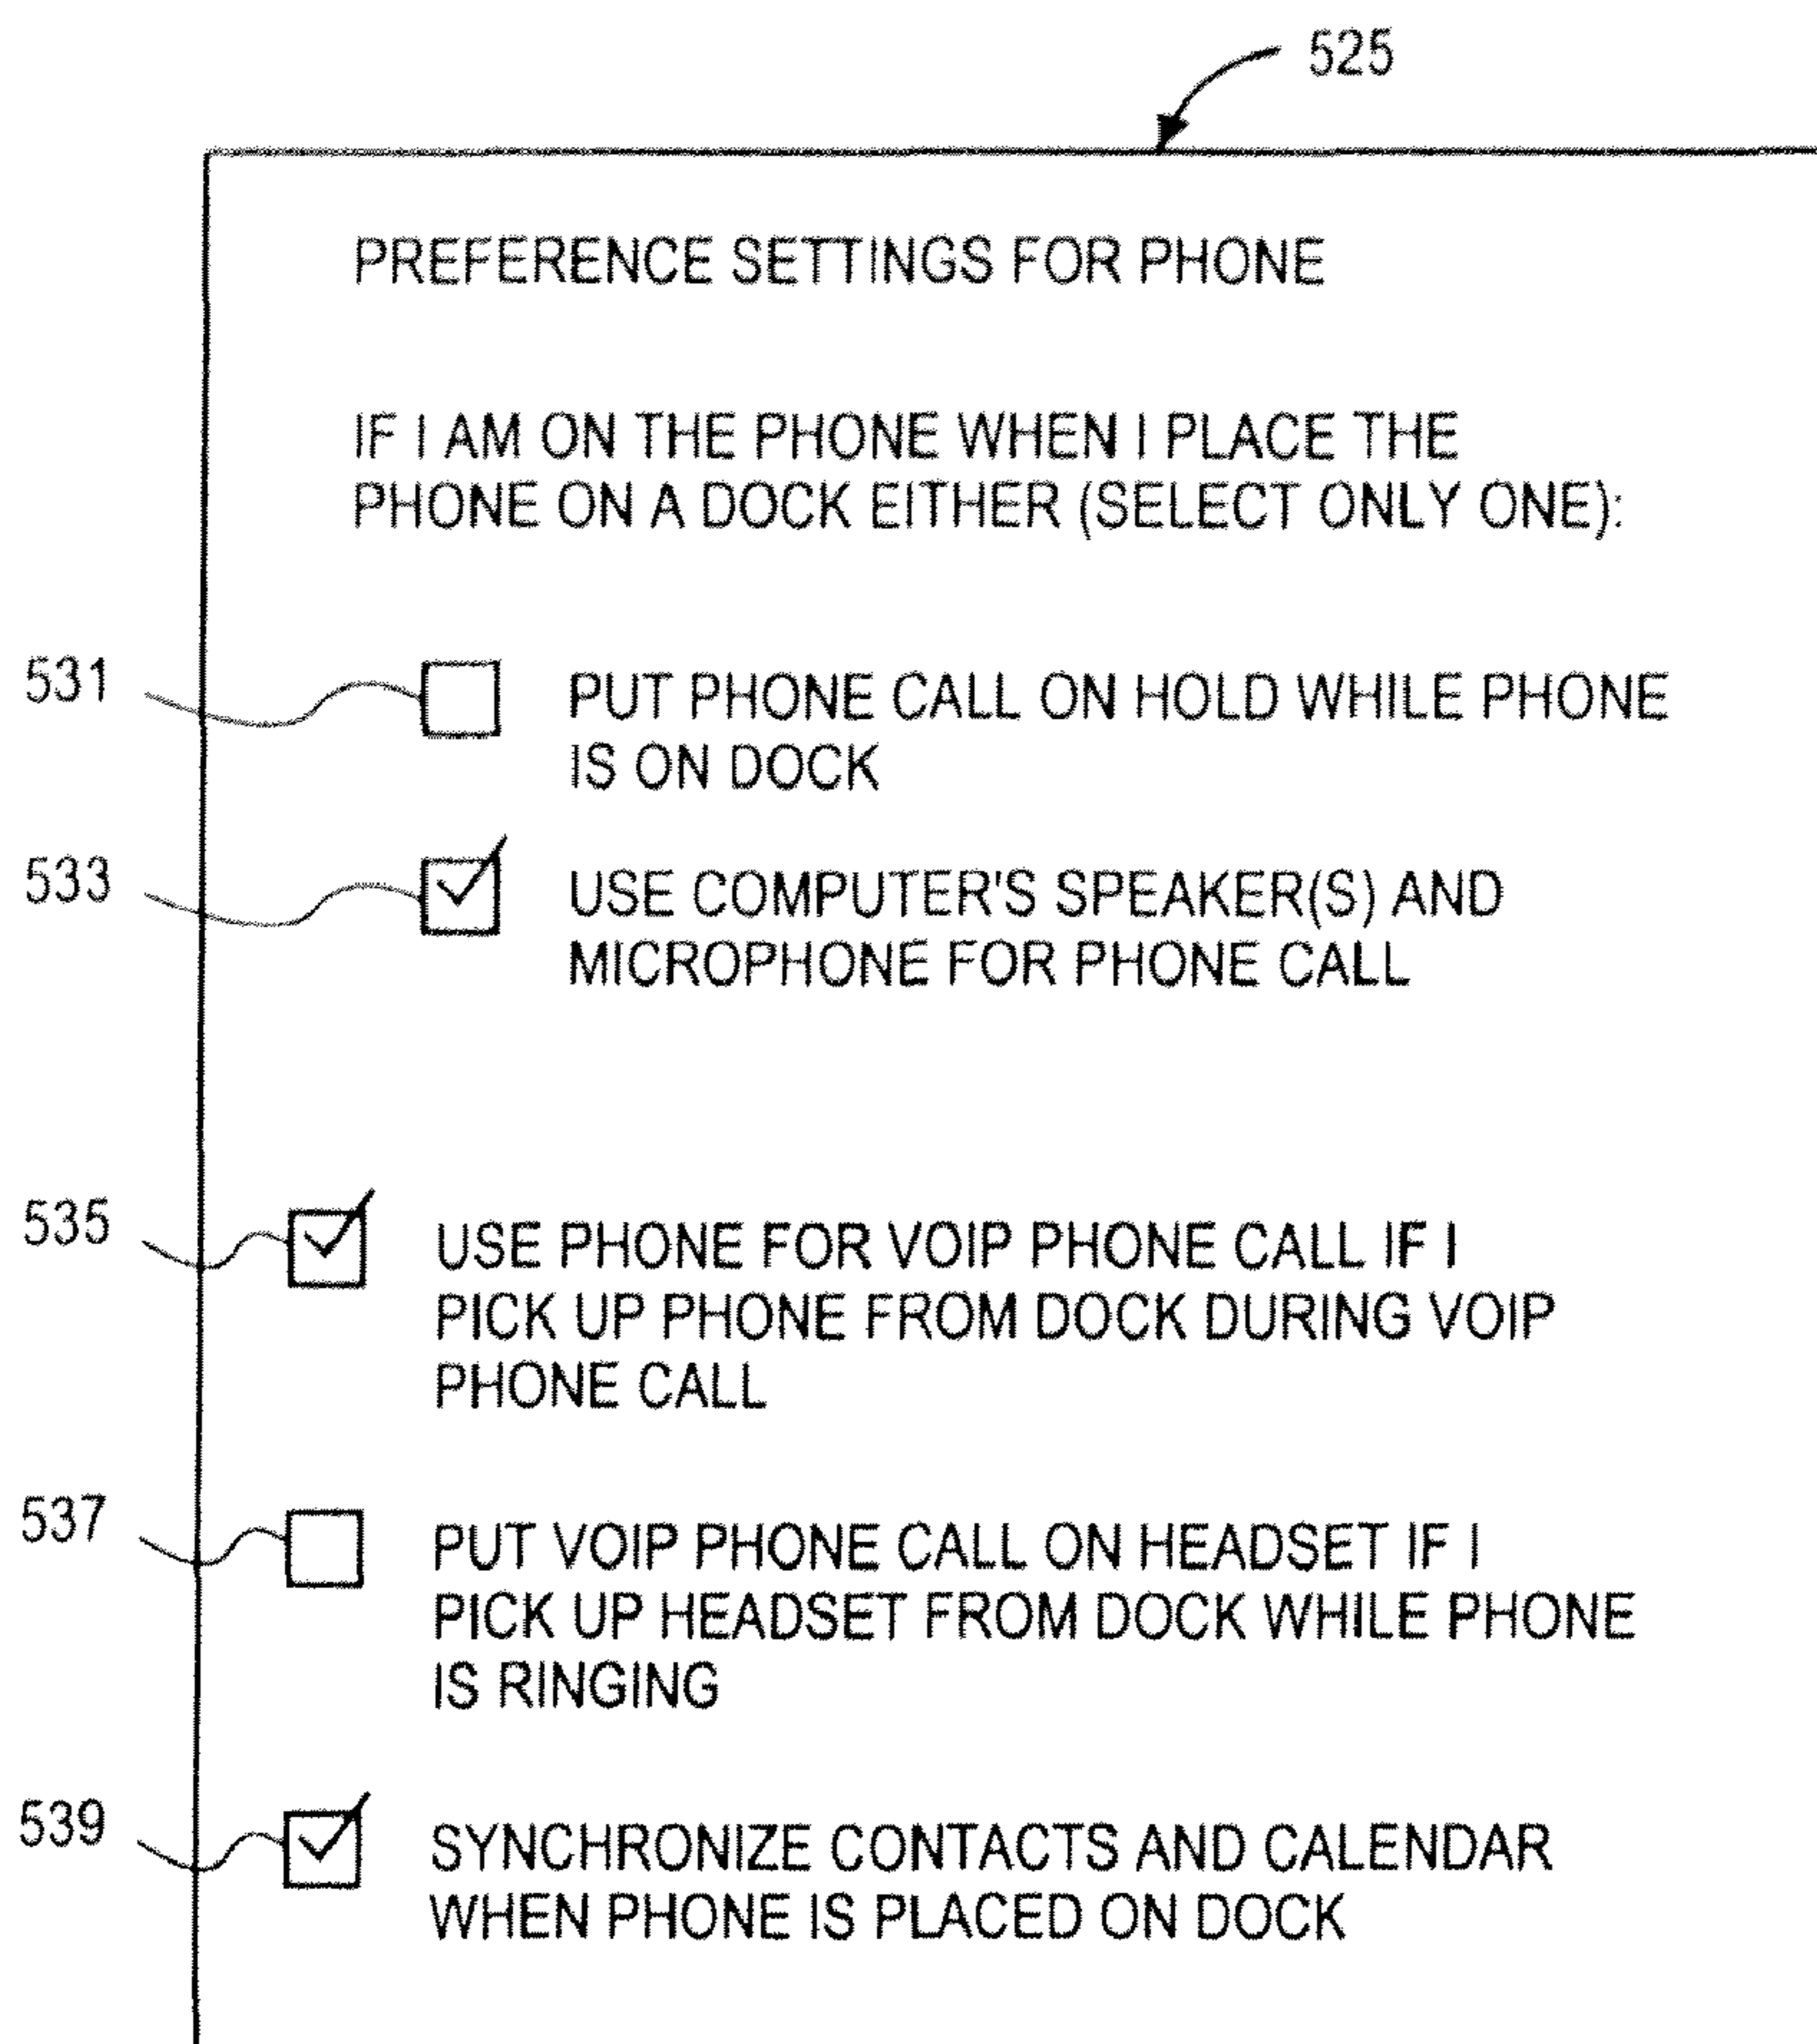 525
PREFERENCE SETTINGS FOR PHONE
IF I AM ON THE PHONE WHEN I PLACE THE
PHONE ON A DOCK EITHER (SELECT ONLY ONE):
531 PUT PHONE CALL ON HOLD WHILE PHONE
IS ON DOCK
533 USE COMPUTER'S SPEAKER(S) AND
MICROPHONE FOR PHONE CALL
535 USE PHONE FOR VOIP PHONE CALL IF I
PICK UP PHONE FROM DOCK DURING VOIP
PHONE CALL
537 PUT VOIP PHONE CALL ON HEADSET IF I
PICK UP HEADSET FROM DOCK WHILE PHONE
IS RINGING
539 SYNCHRONIZE CONTACTS AND CALENDAR
WHEN PHONE IS PLACED ON DOCK